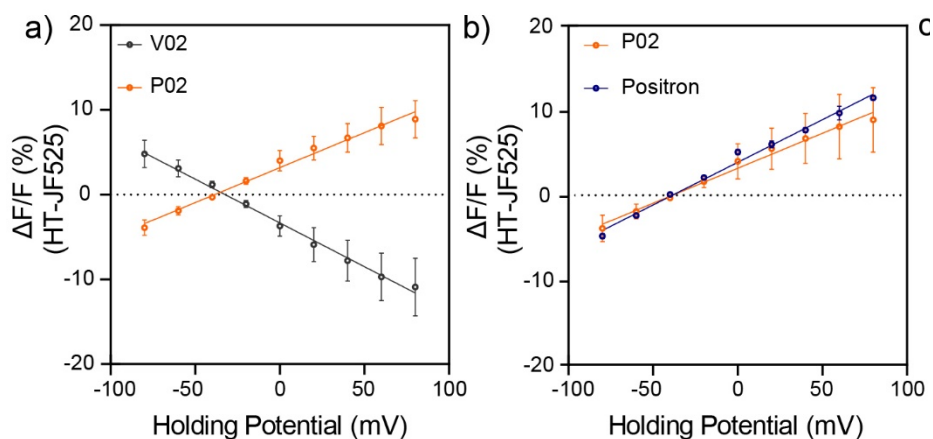 a)
V02
P02
ΔF/F (%)
(HT-JF525)
20
10
0
-10
-20
-100
-50
0
50
100
Holding Potential (mV)
b)
P02
Positron
ΔF/F (%)
(HT-JF525)
20
10
0
-10
-20
-100
-50
0
50
100
Holding Potential (mV)
c